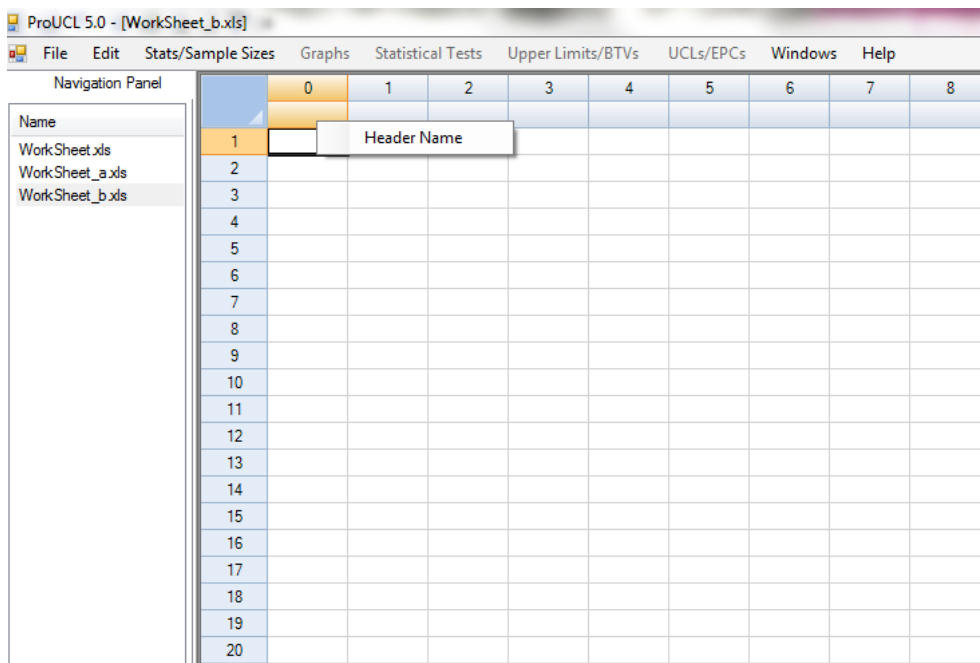 ProUCL 5.0 - [WorkSheet_b.xls]
File Edit Stats/Sample Sizes Graphs Statistical Tests Upper Limits/BTVs UCLs/EPCs Windows Help
Navigation Panel
Name
WorkSheet.xls
WorkSheet_a.xls
WorkSheet_b.xls
0 1 2 3 4 5 6 7 8
Header Name
1
2
3
4
5
6
7
8
9
10
11
12
13
14
15
16
17
18
19
20